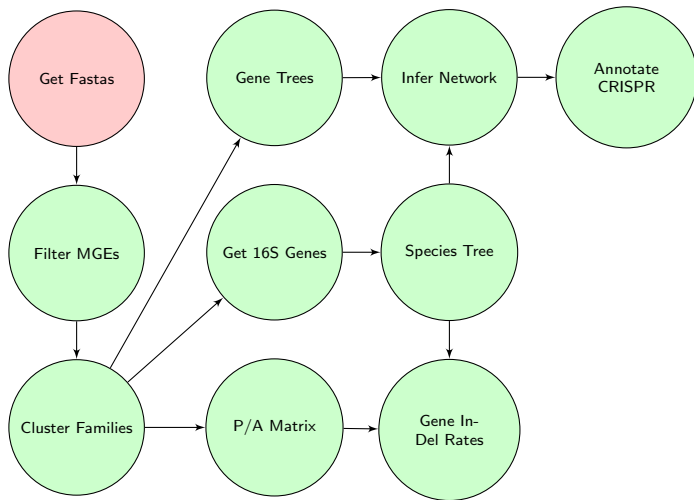 Get Fastas
Gene Trees
Infer Network
Annotate
CRISPR
Filter MGEs
Get 16S Genes
Species Tree
Cluster Families
P/A Matrix
Gene In-
Del Rates